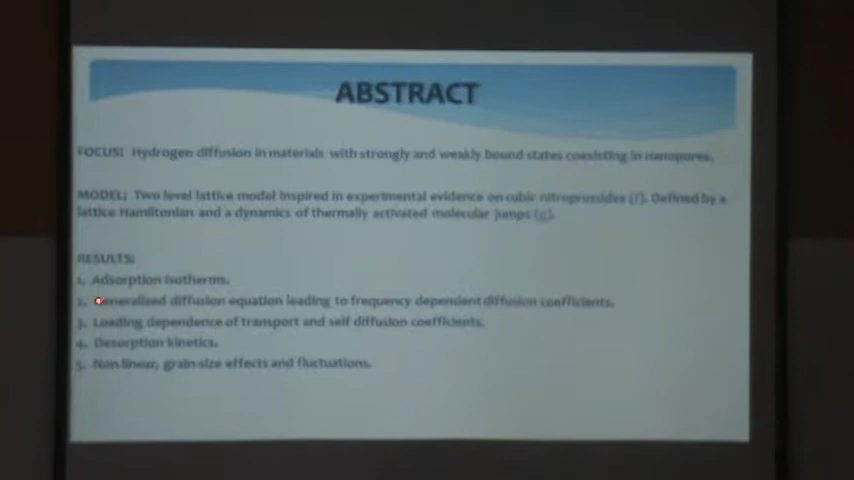 ABSTRACT
FOCUS: Hydrogen diffusion in materials with strongly and weakly bound states coexisting in nanopores.
MODEL: Two level lattice model inspired in experimental evidence on cubic nitroprussides (f). Defined by a
lattice Hamiltonian and a dynamics of thermally activated molecular jumps (g).
RESULTS:
1. Adsorption isotherms.
2. Generalized diffusion equation leading to frequency dependent diffusion coefficients.
3. Loading dependence of transport and self diffusion coefficients.
4. Desorption kinetics.
5. Non linear, grain-size effects and fluctuations.